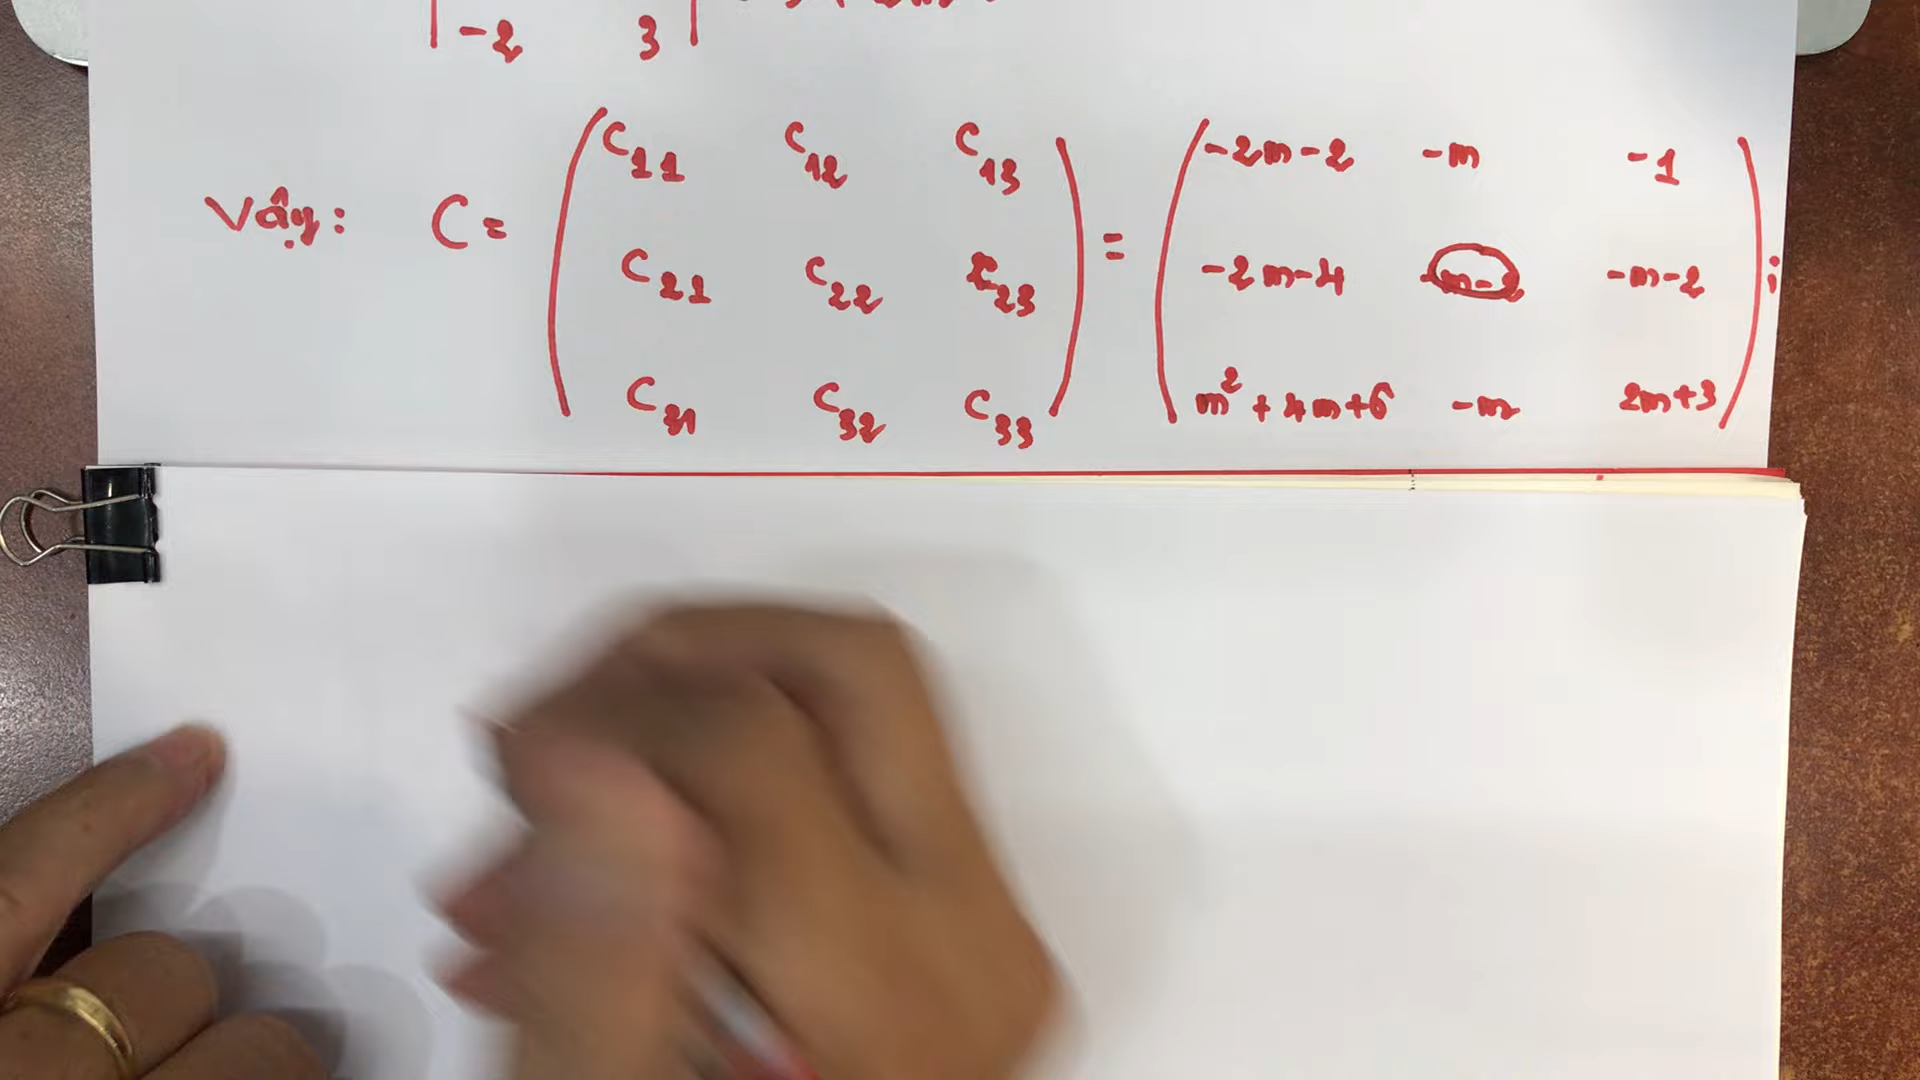 -2 3
C11 C12 C13 -2m-2 -m -1
Vậy: C = C21 C22 C23 = -2m-4 -m-2 ;
C31 C32 C33 m² + 4m+6 -m 2m+3